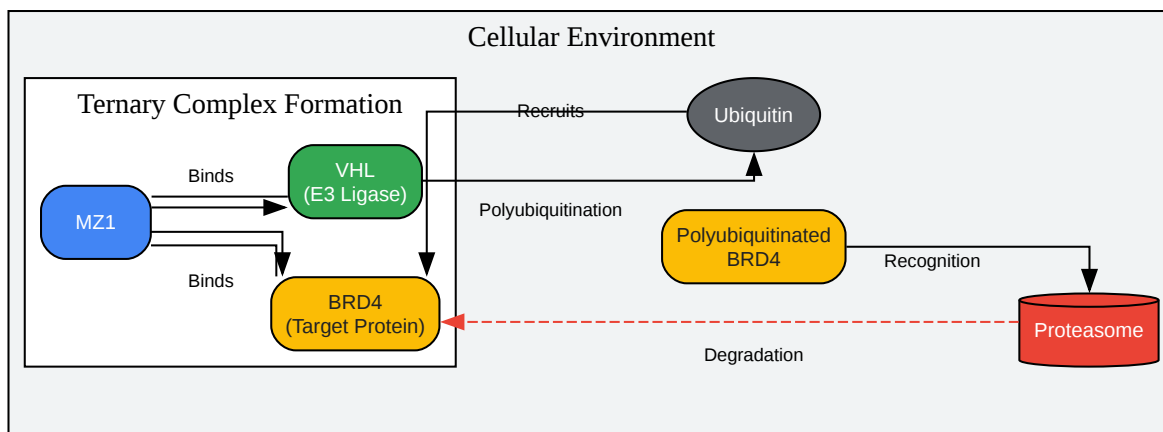 Cellular Environment
Ternary Complex Formation
Recruits
Ubiquitin
Binds
VHL
(E3 Ligase)
MZ1
Polyubiquitination
Polyubiquitinated
BRD4
Recognition
Binds
BRD4
(Target Protein)
Proteasome
Degradation